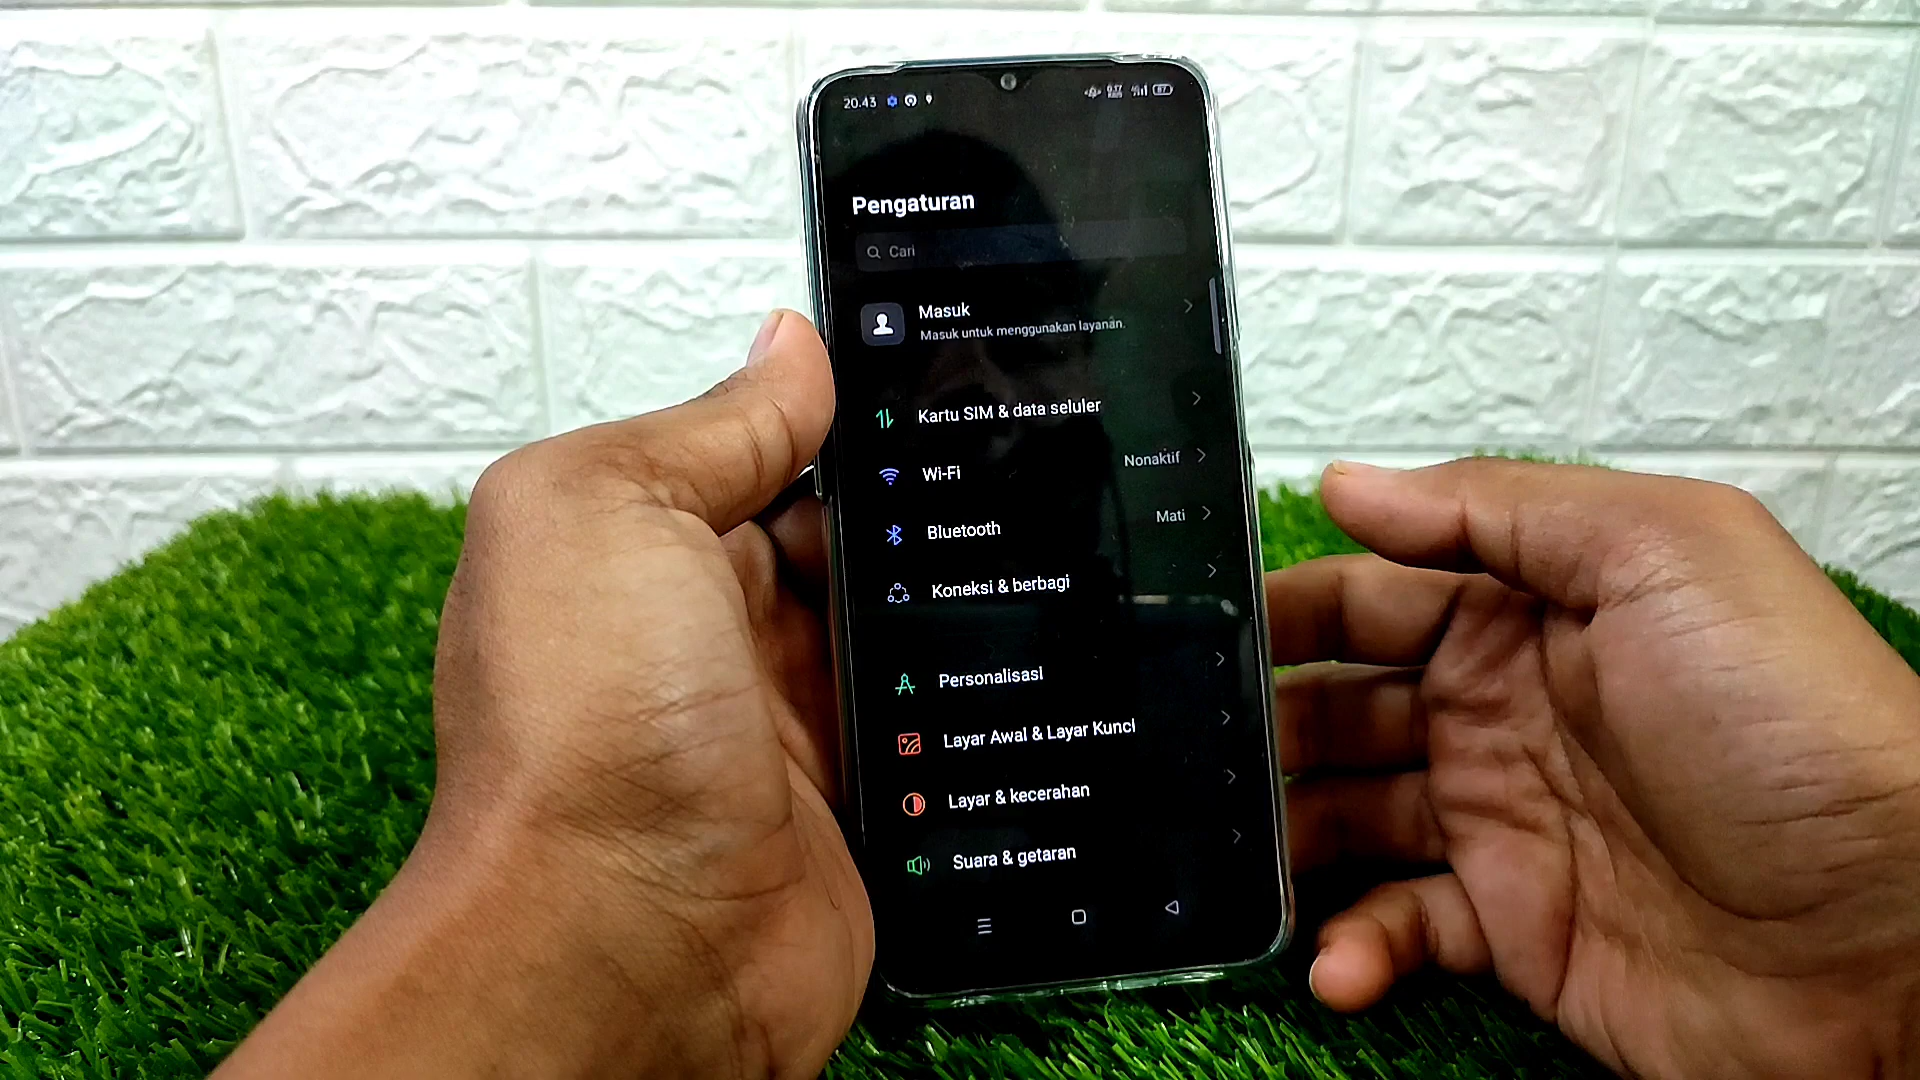 20.43
87
Pengaturan
Cari
Masuk
Masuk untuk menggunakan layanan.
Kartu SIM & data seluler
Wi-Fi
Nonaktif
Bluetooth
Mati
Koneksi & berbagi
Personalisasi
Layar Awal & Layar Kunci
Layar & kecerahan
Suara & getaran